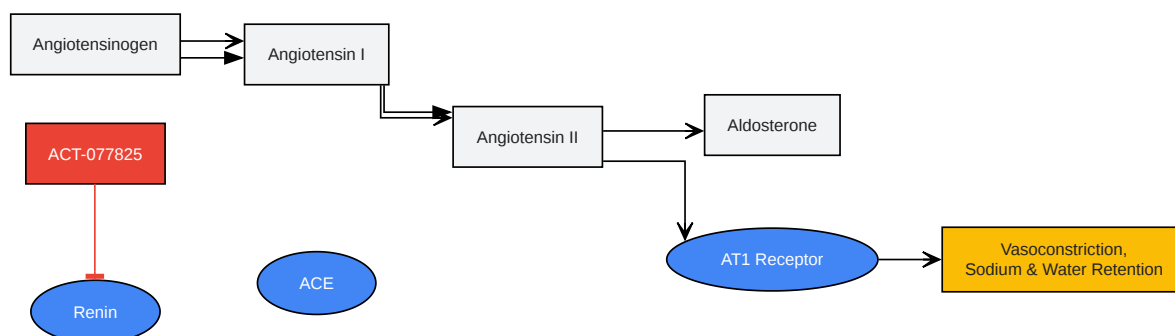 Angiotensinogen
Angiotensin I
Angiotensin II
Aldosterone
ACT-077825
AT1 Receptor
Vasoconstriction,
Sodium & Water Retention
ACE
Renin